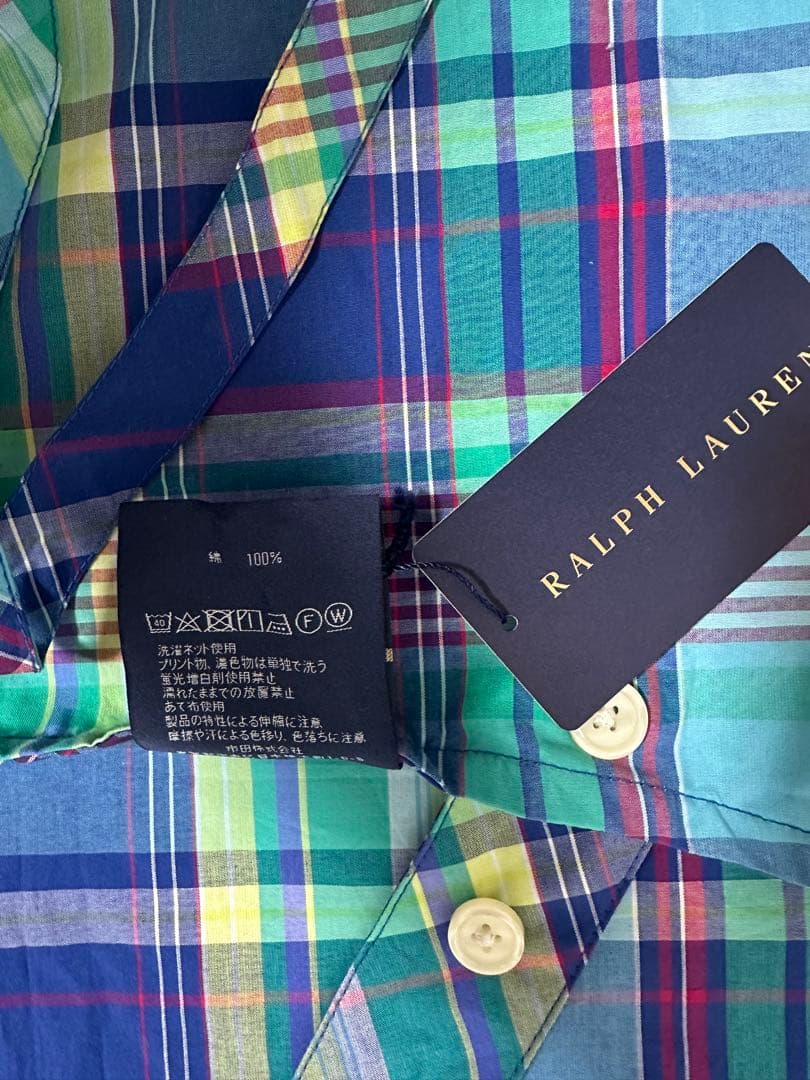 綿 100%
40 F W
洗濯ネット使用
プリント物、濃色物は単独で洗う
蛍光増白剤使用禁止
濡れたままでの放置禁止
あて布使用
製品の特性による伸縮に注意
摩擦や汗による色移り、色落ちに注意
RALPH LAUREN